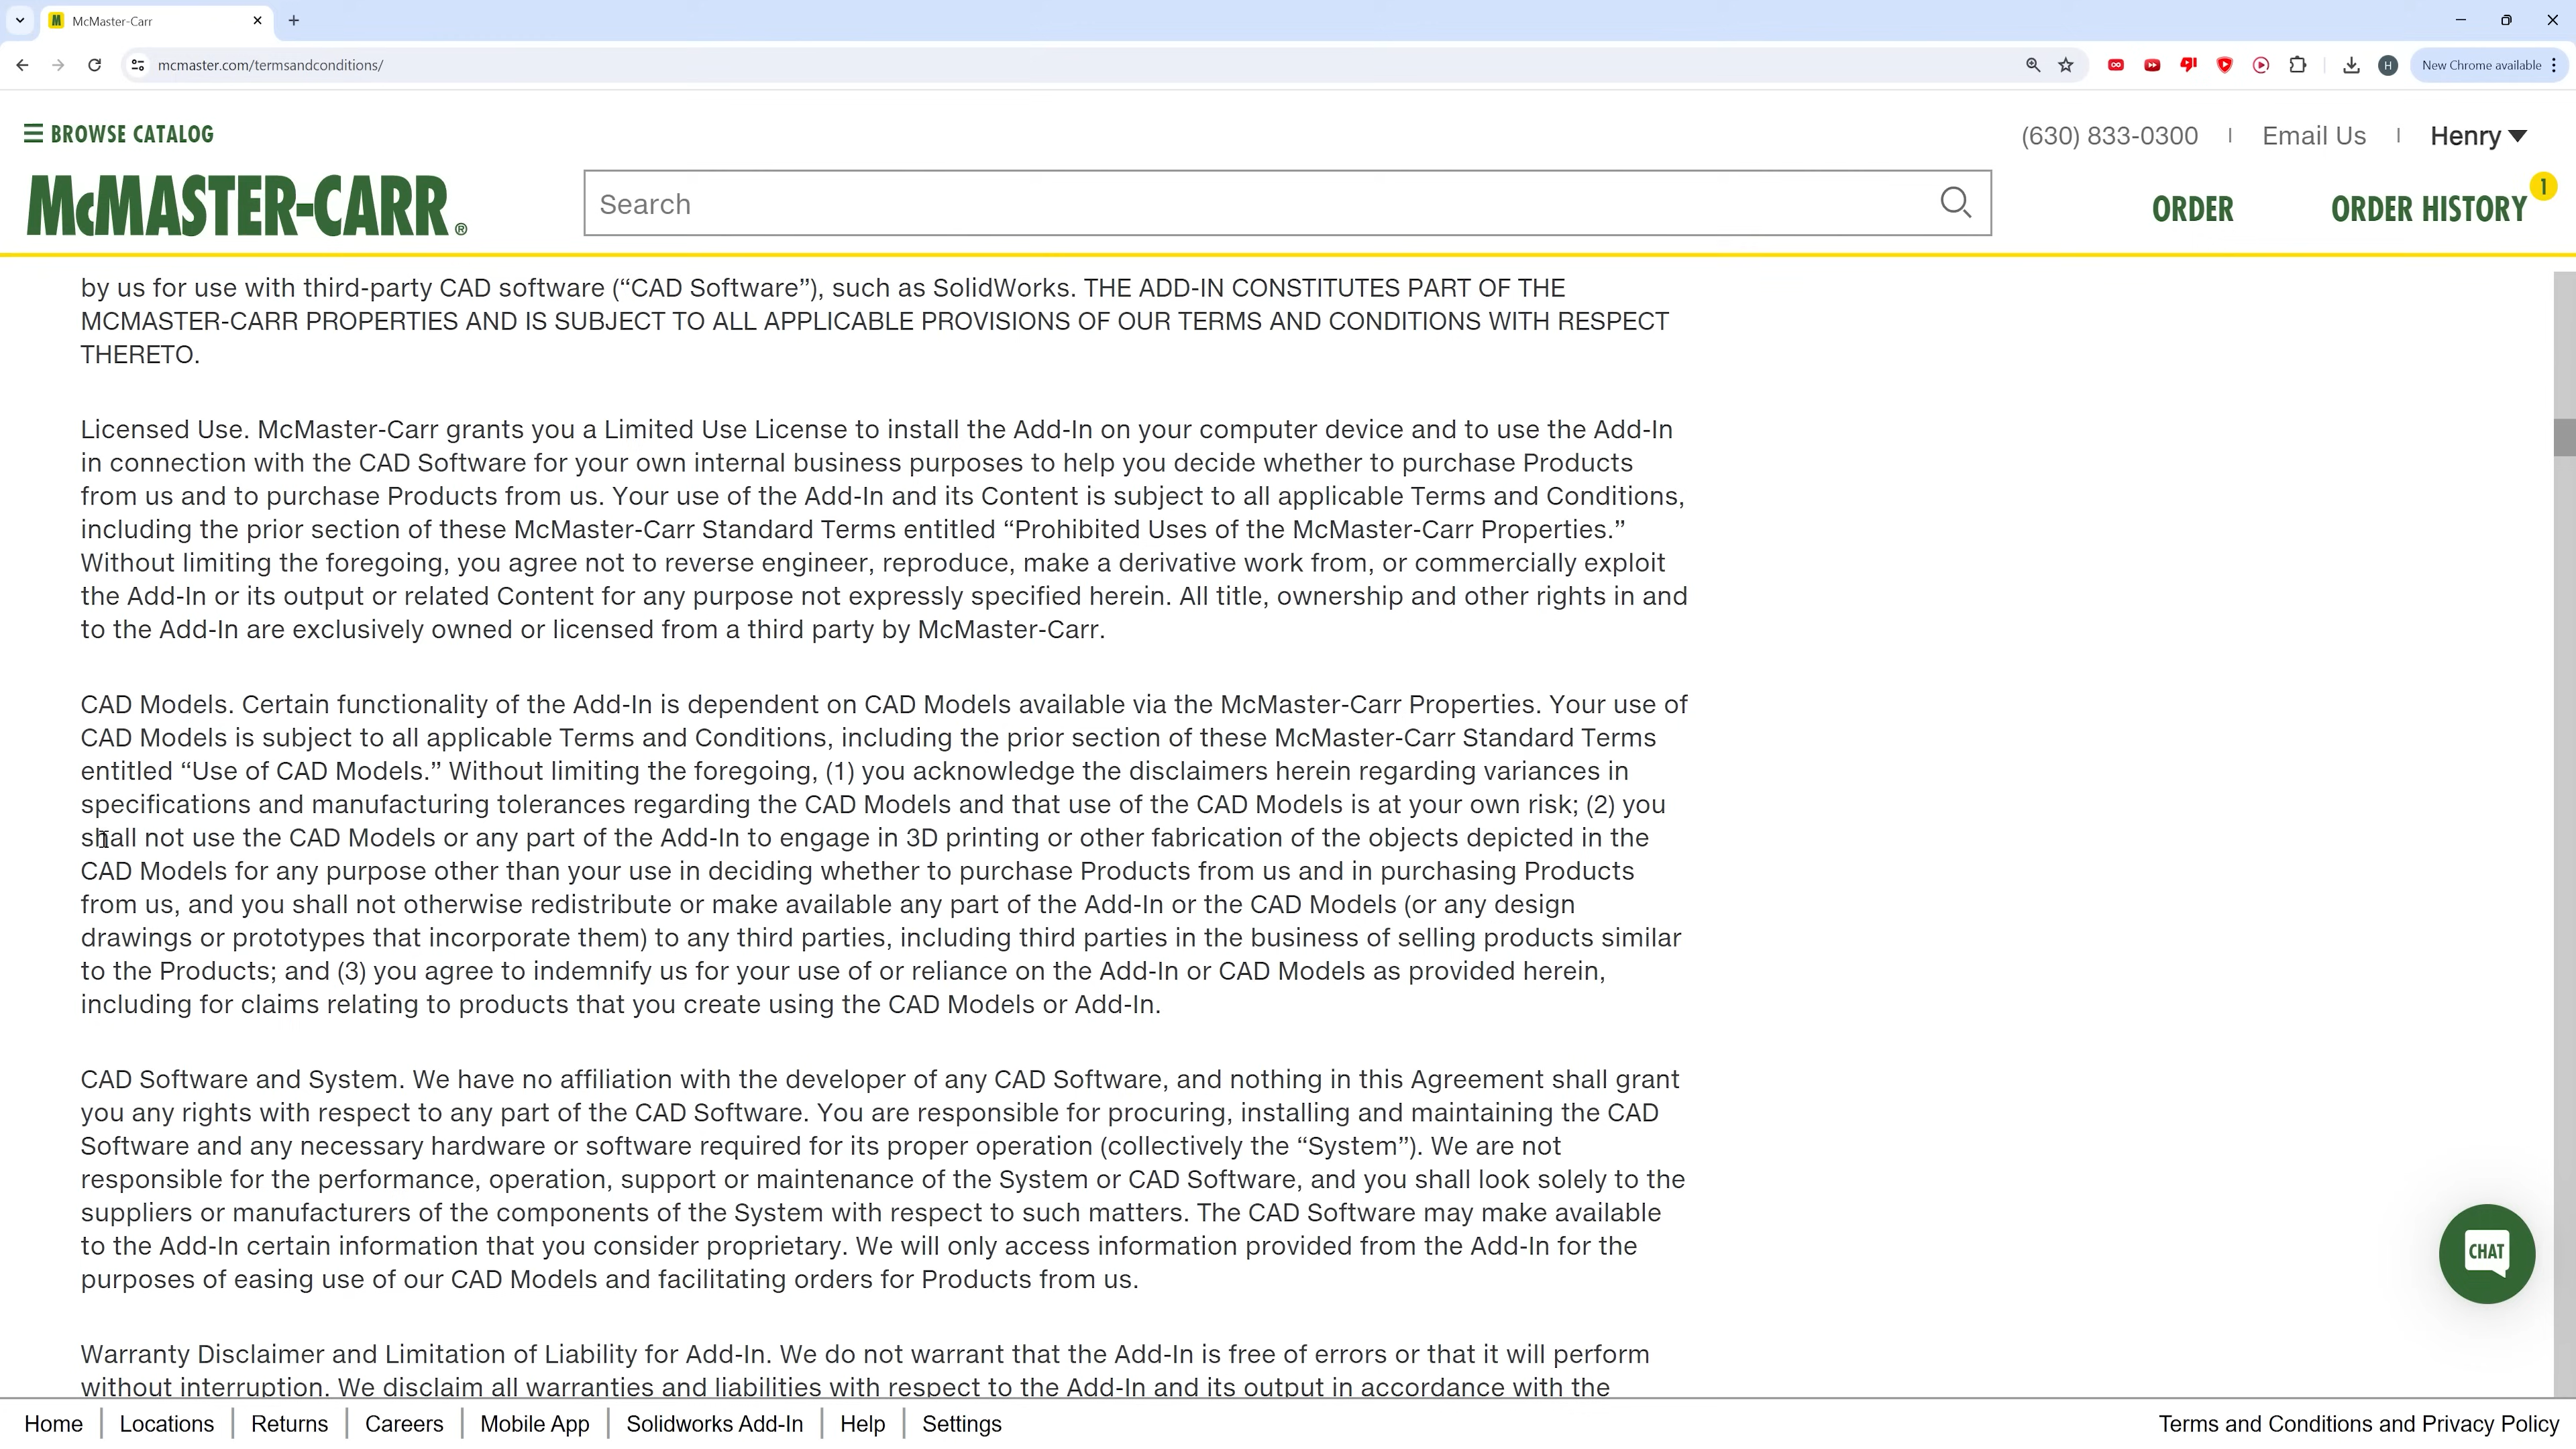 McMaster-Carr
mcmaster.com/termsandconditions/
H
New Chrome available
BROWSE CATALOG
(630) 833-0300
Email Us
Henry
McMASTER-CARR®
Search
ORDER
ORDER HISTORY
1
by us for use with third-party CAD software (“CAD Software”), such as SolidWorks. THE ADD-IN CONSTITUTES PART OF THE
MCMASTER-CARR PROPERTIES AND IS SUBJECT TO ALL APPLICABLE PROVISIONS OF OUR TERMS AND CONDITIONS WITH RESPECT
THERETO.
Licensed Use. McMaster-Carr grants you a Limited Use License to install the Add-In on your computer device and to use the Add-In
in connection with the CAD Software for your own internal business purposes to help you decide whether to purchase Products
from us and to purchase Products from us. Your use of the Add-In and its Content is subject to all applicable Terms and Conditions,
including the prior section of these McMaster-Carr Standard Terms entitled “Prohibited Uses of the McMaster-Carr Properties.”
Without limiting the foregoing, you agree not to reverse engineer, reproduce, make a derivative work from, or commercially exploit
the Add-In or its output or related Content for any purpose not expressly specified herein. All title, ownership and other rights in and
to the Add-In are exclusively owned or licensed from a third party by McMaster-Carr.
CAD Models. Certain functionality of the Add-In is dependent on CAD Models available via the McMaster-Carr Properties. Your use of
CAD Models is subject to all applicable Terms and Conditions, including the prior section of these McMaster-Carr Standard Terms
entitled “Use of CAD Models.” Without limiting the foregoing, (1) you acknowledge the disclaimers herein regarding variances in
specifications and manufacturing tolerances regarding the CAD Models and that use of the CAD Models is at your own risk; (2) you
shall not use the CAD Models or any part of the Add-In to engage in 3D printing or other fabrication of the objects depicted in the
CAD Models for any purpose other than your use in deciding whether to purchase Products from us and in purchasing Products
from us, and you shall not otherwise redistribute or make available any part of the Add-In or the CAD Models (or any design
drawings or prototypes that incorporate them) to any third parties, including third parties in the business of selling products similar
to the Products; and (3) you agree to indemnify us for your use of or reliance on the Add-In or CAD Models as provided herein,
including for claims relating to products that you create using the CAD Models or Add-In.
CAD Software and System. We have no affiliation with the developer of any CAD Software, and nothing in this Agreement shall grant
you any rights with respect to any part of the CAD Software. You are responsible for procuring, installing and maintaining the CAD
Software and any necessary hardware or software required for its proper operation (collectively the “System”). We are not
responsible for the performance, operation, support or maintenance of the System or CAD Software, and you shall look solely to the
suppliers or manufacturers of the components of the System with respect to such matters. The CAD Software may make available
to the Add-In certain information that you consider proprietary. We will only access information provided from the Add-In for the
purposes of easing use of our CAD Models and facilitating orders for Products from us.
CHAT
Warranty Disclaimer and Limitation of Liability for Add-In. We do not warrant that the Add-In is free of errors or that it will perform
without interruption. We disclaim all warranties and liabilities with respect to the Add-In and its output in accordance with the
Home
Locations
Returns
Careers
Mobile App
Solidworks Add-In
Help
Settings
Terms and Conditions and Privacy Policy